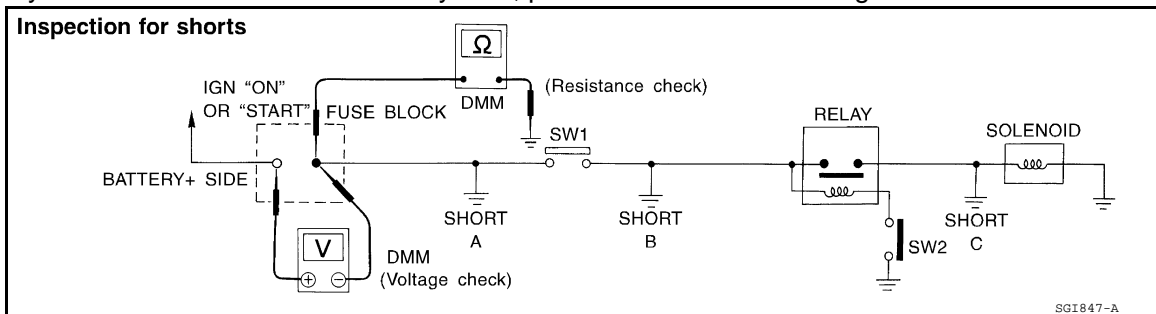 Inspection for shorts
Ω
IGN “ON”
OR “START”
FUSE BLOCK
DMM
(Resistance check)
SW1
RELAY
SOLENOID
BATTERY+ SIDE
SHORT
A
SHORT
B
SHORT
C
SW2
V
+ −
DMM
(Voltage check)
SGI847-A